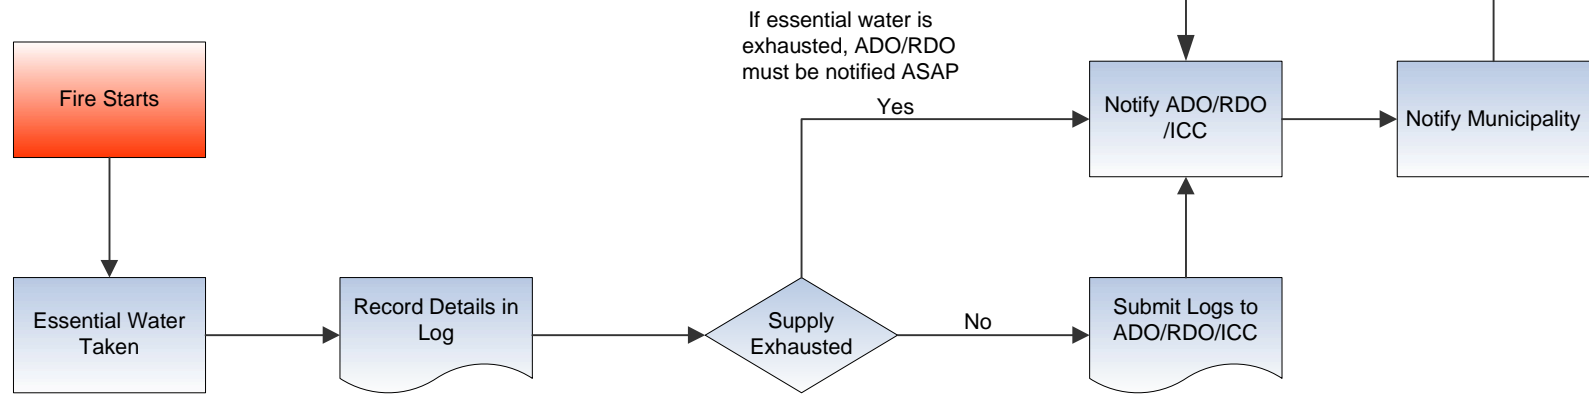 If essential water is
exhausted, ADO/RDO
must be notified ASAP
Fire Starts
Yes
Notify ADO/RDO
/ICC
Notify Municipality
Essential Water
Taken
Record Details in
Log
Supply
Exhausted
No
Submit Logs to
ADO/RDO/ICC